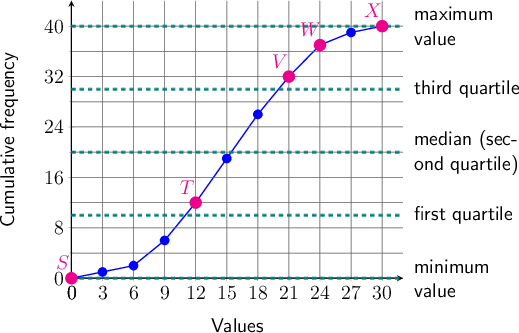 X
maximum
value
40
W
V
32
third quartile
24
median (sec-
ond quartile)
T
16
first quartile
8
S
minimum
value
0
0 3 6 9 12 15 18 21 24 27 30
Values
Cumulative frequency